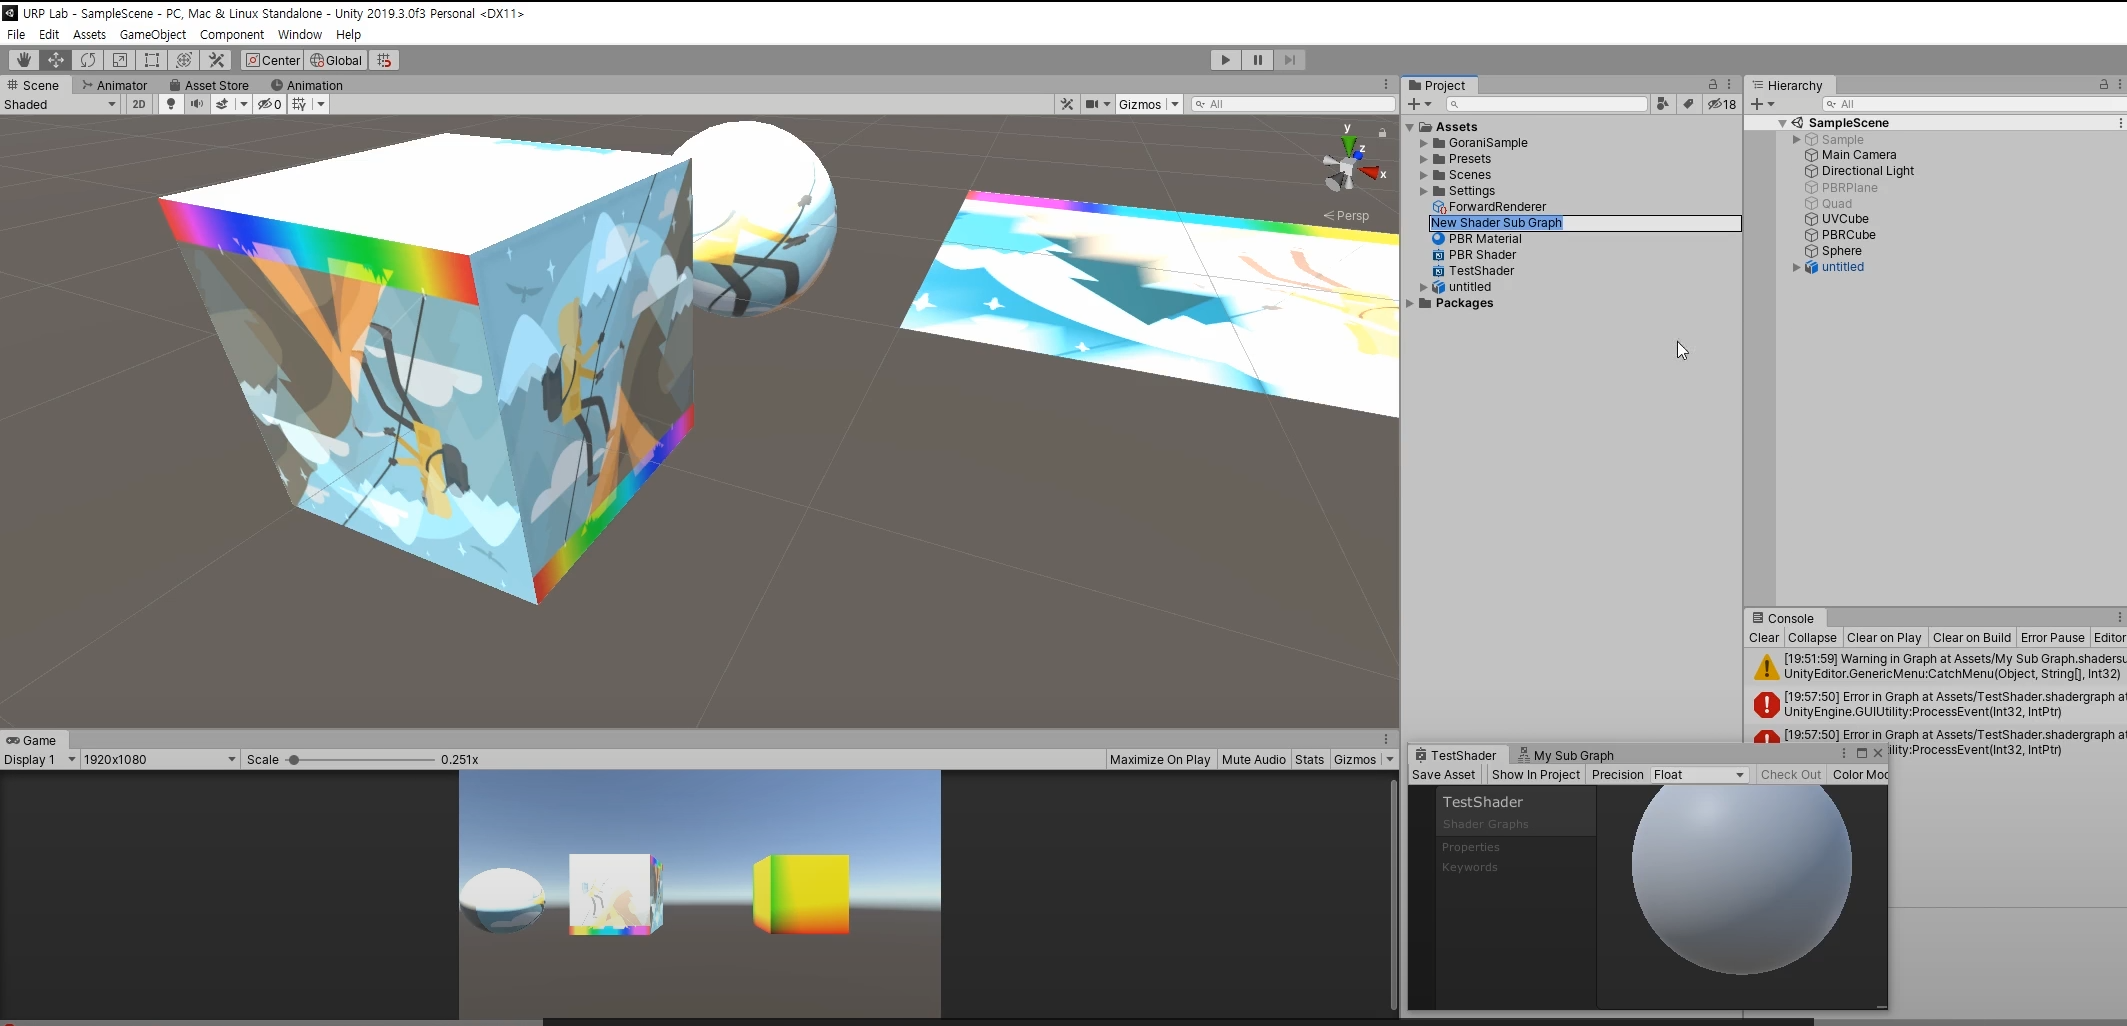 URP Lab - SampleScene - PC, Mac & Linux Standalone - Unity 2019.3.0f3 Personal <DX11>
File Edit Assets GameObject Component Window Help
Center Global
Scene Animator Asset Store Animation
Shaded 2D 0 Gizmos All
y
z
x
Persp
Project
18
Assets
GoraniSample
Presets
Scenes
Settings
ForwardRenderer
New Shader Sub Graph
PBR Material
PBR Shader
TestShader
untitled
Packages
Hierarchy
All
SampleScene
Sample
Main Camera
Directional Light
PBRPlane
Quad
UVCube
PBRCube
Sphere
untitled
Console
Clear Collapse Clear on Play Clear on Build Error Pause Editor
[19:51:59] Warning in Graph at Assets/My Sub Graph.shadersu
UnityEditor.GenericMenu:CatchMenu(Object, String[], Int32)
[19:57:50] Error in Graph at Assets/TestShader.shadergraph at
UnityEngine.GUIUtility:ProcessEvent(Int32, IntPtr)
[19:57:50] Error in Graph at Assets/TestShader.shadergraph at
tility:ProcessEvent(Int32, IntPtr)
Game
Display 1 1920x1080 Scale 0.251x Maximize On Play Mute Audio Stats Gizmos
TestShader My Sub Graph
Save Asset Show In Project Precision Float Check Out Color Moc
TestShader
Shader Graphs
Properties
Keywords